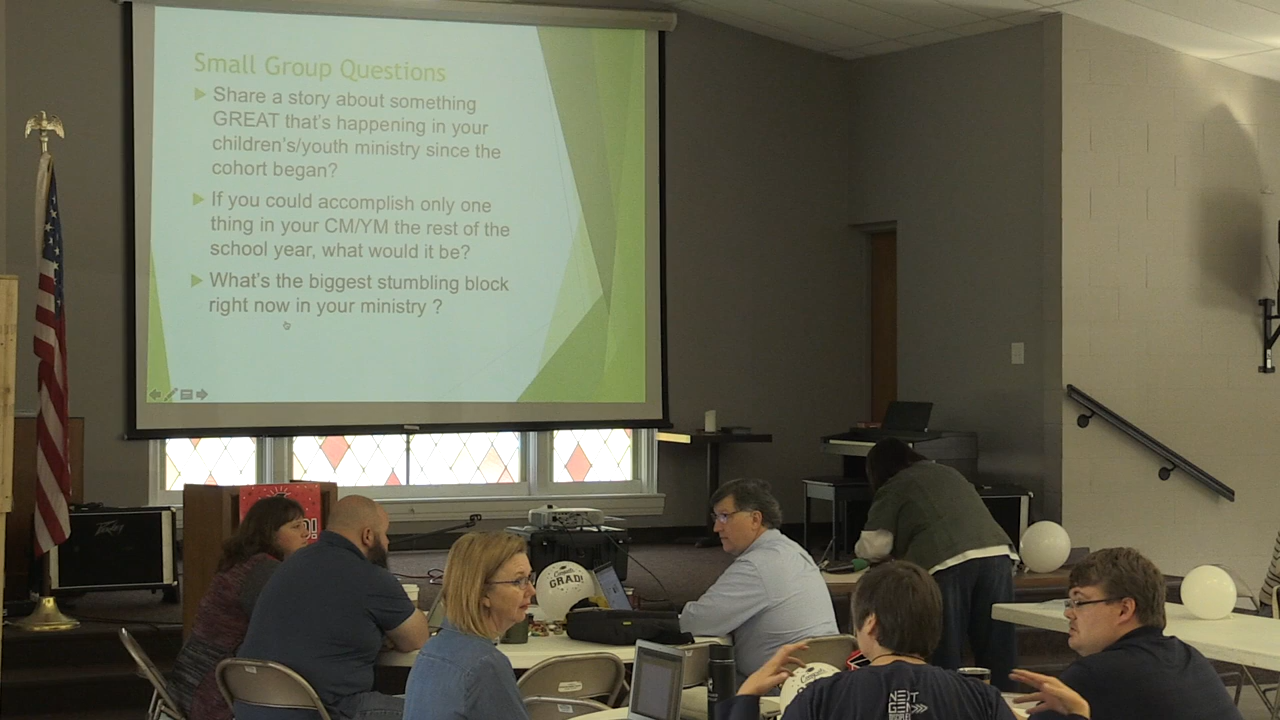 Small Group Questions
Share a story about something
GREAT that's happening in your
children's/youth ministry since the
cohort began?
If you could accomplish only one
thing in your CM/YM the rest of the
school year, what would it be?
What's the biggest stumbling block
right now in your ministry ?
PEAVEY
D!
Congrats
GRAD!
Congrats
NEXT
GEN